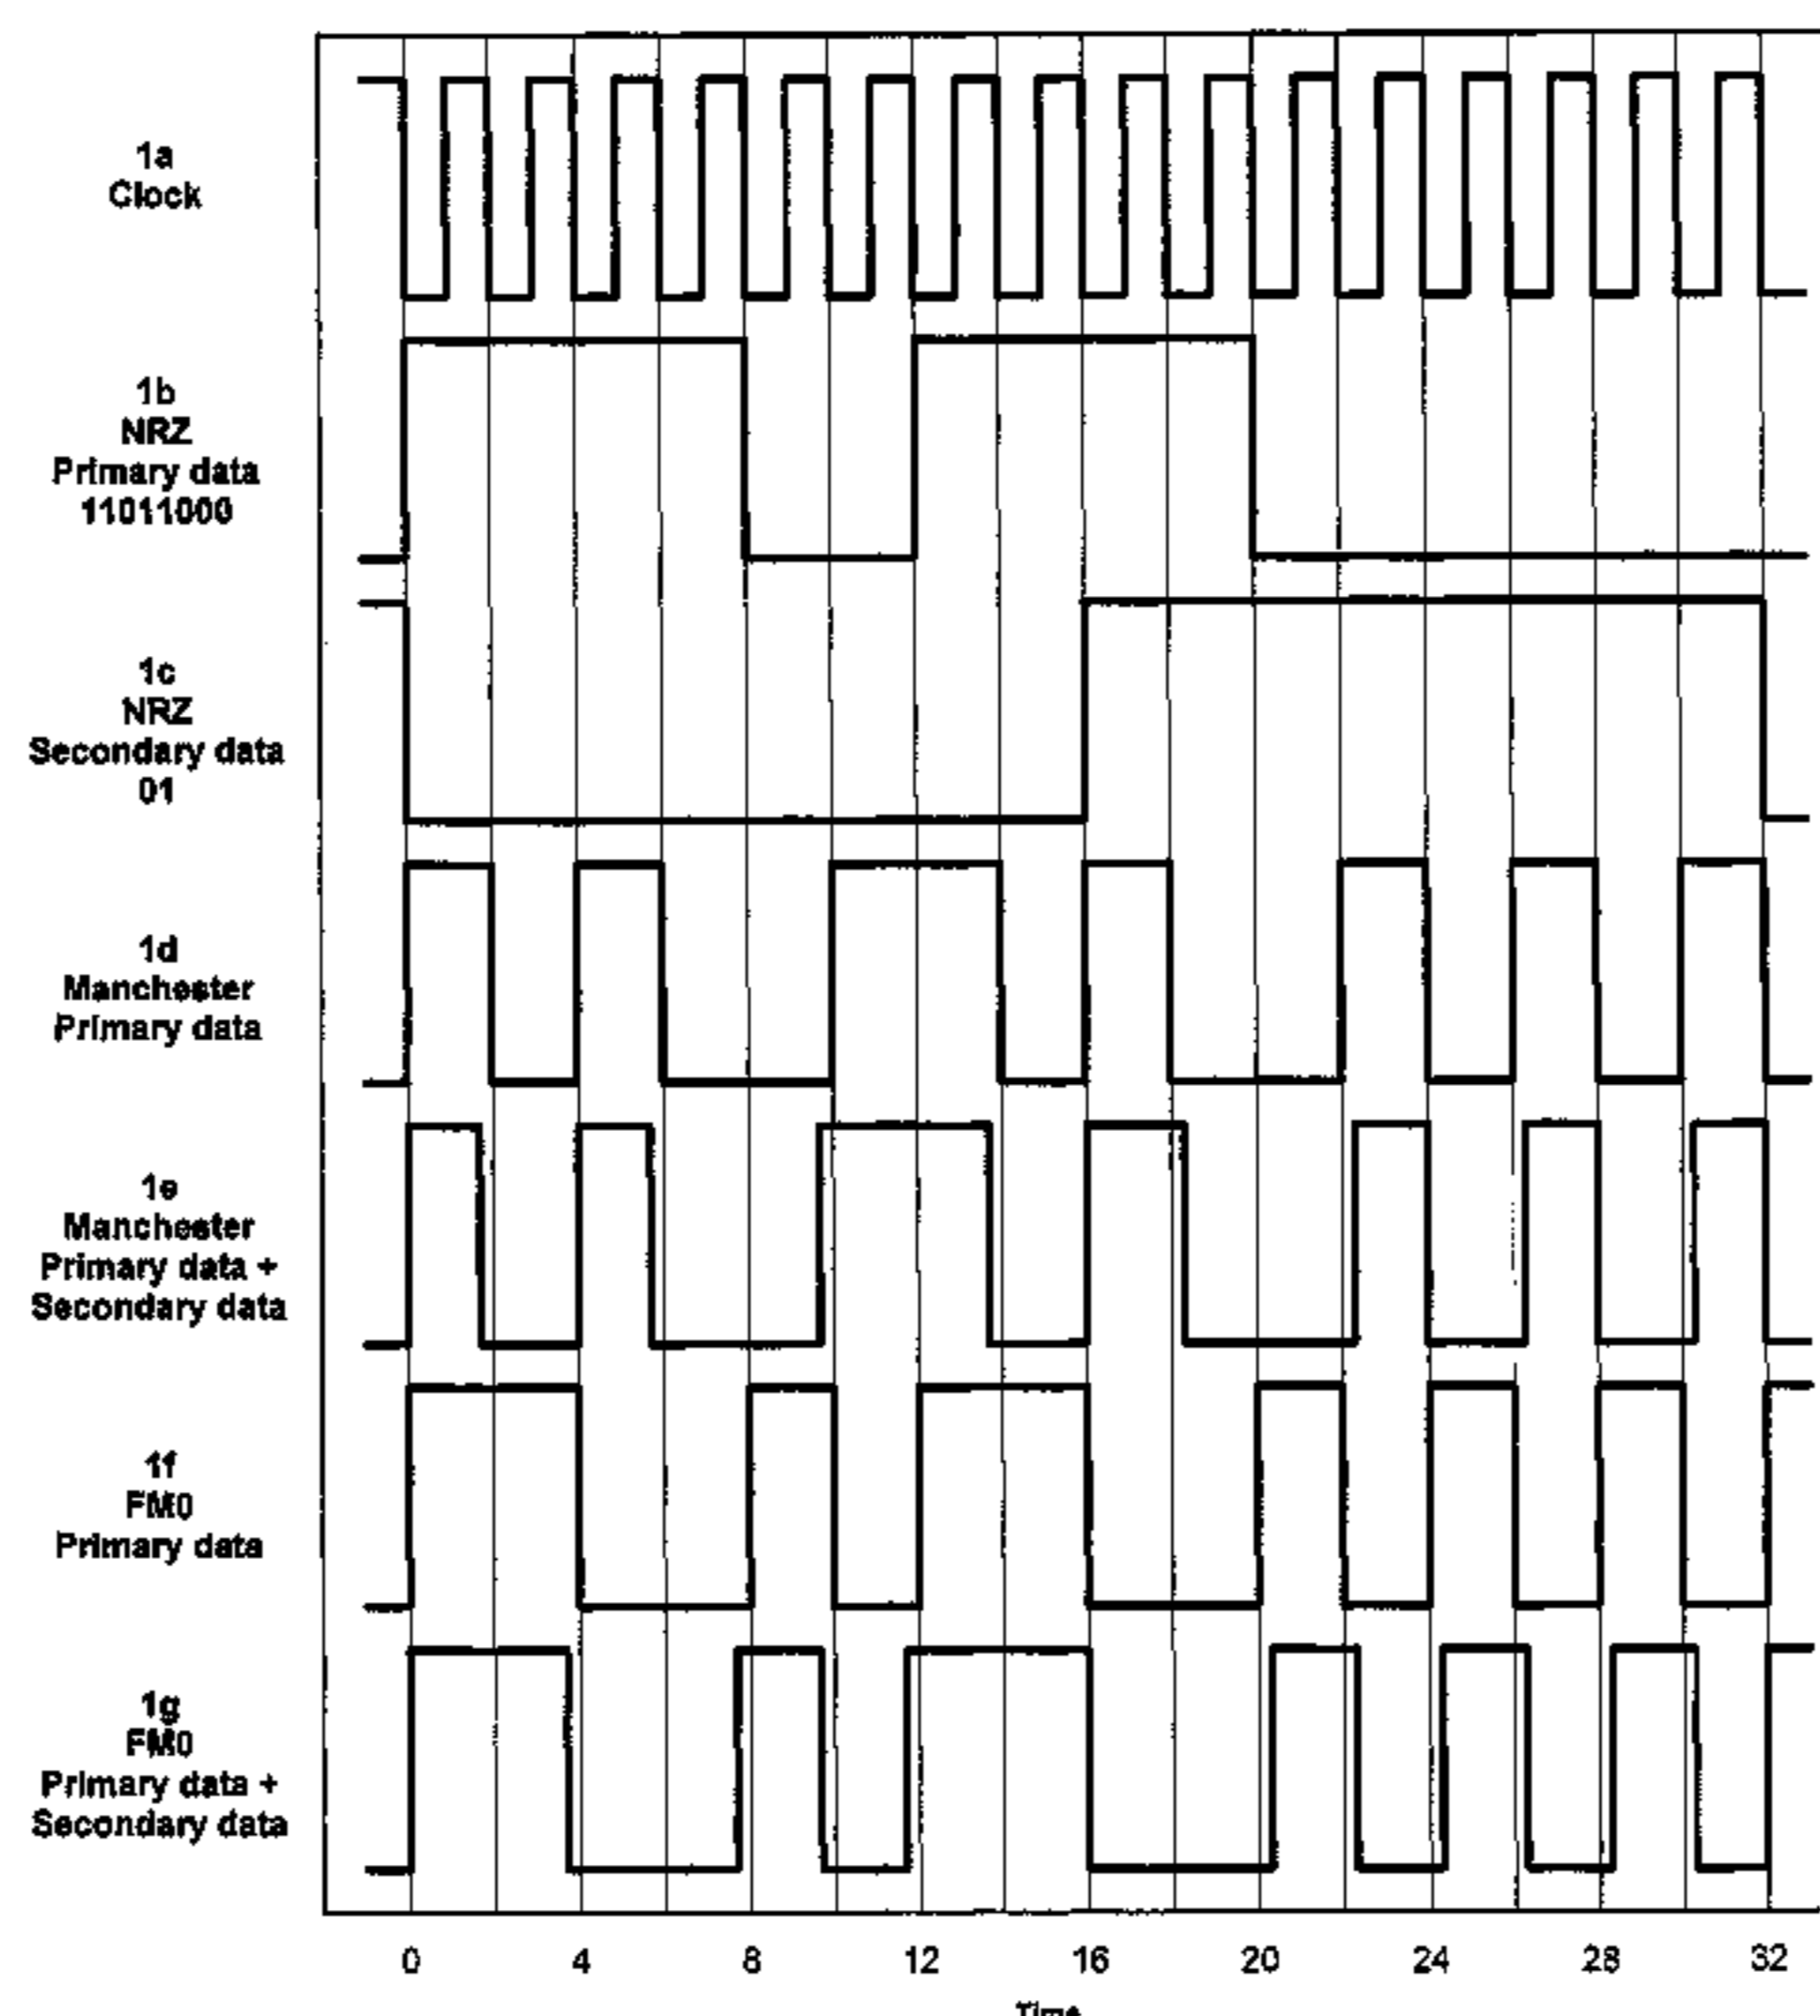 1a
Clock
1b
NRZ
Primary data
11011000
1c
NRZ
Secondary data
01
1d
Manchester
Primary data
1e
Manchester
Primary data +
Secondary data
1f
FM0
Primary data
1g
FM0
Primary data +
Secondary data
0 4 8 12 16 20 24 28 32
Time